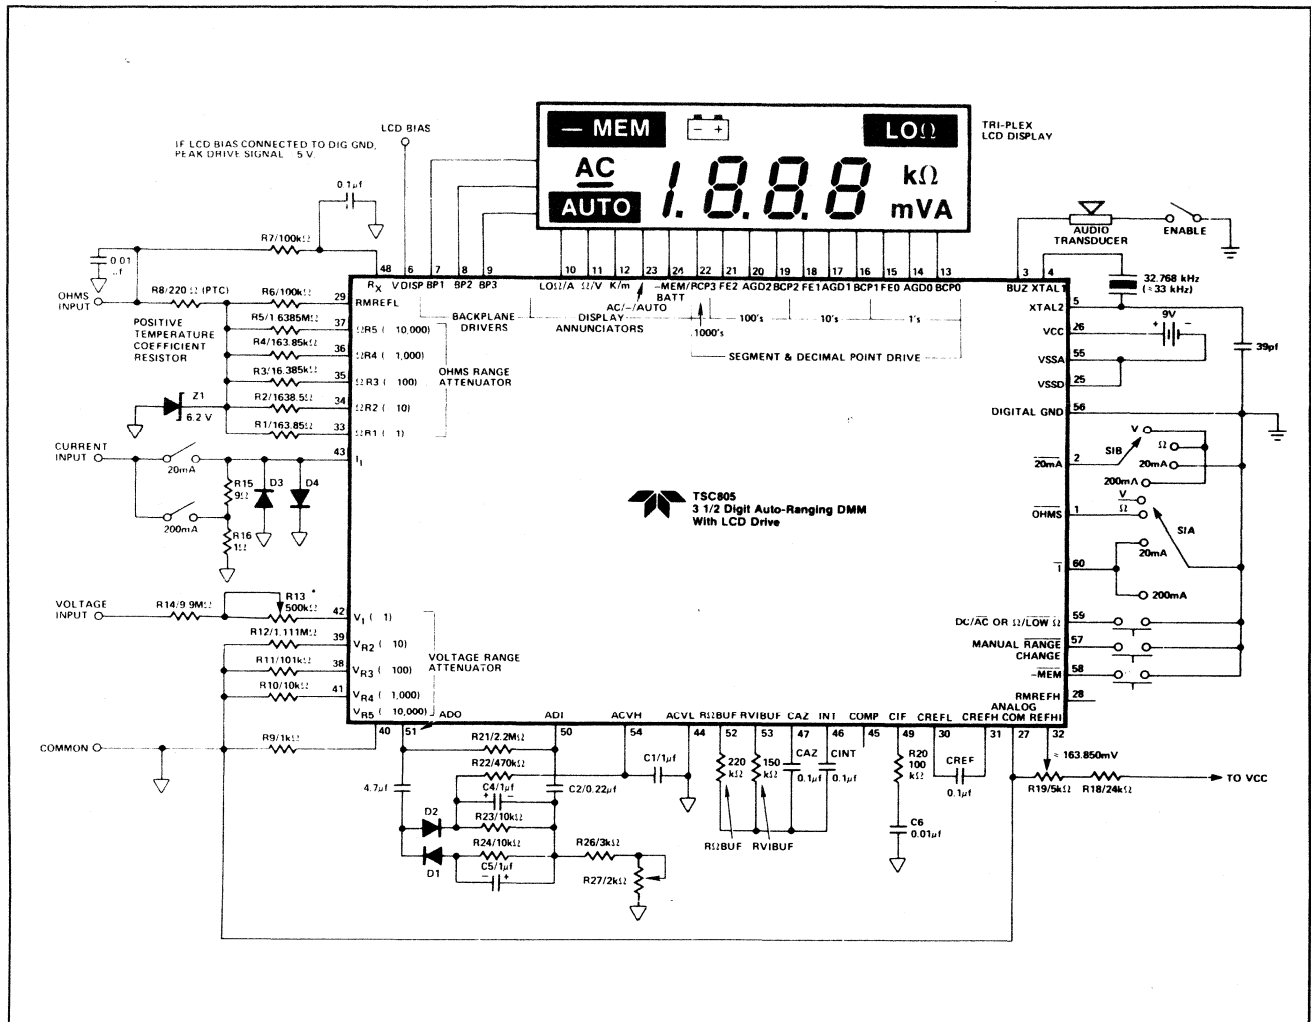 LCD BIAS
IF LCD BIAS CONNECTED TO DIG GND,
PEAK DRIVE SIGNAL 5 V.
0.1µf
– MEM
– +
LOΩ
TRI-PLEX
LCD DISPLAY
AC
AUTO
1.8.8.8
kΩ
mVA
R7/100kΩ
0.01
OHMS
INPUT
R8/220 Ω (PTC)
R6/100kΩ
POSITIVE
TEMPERATURE
COEFFICIENT
RESISTOR
R5/1.6385MΩ
R4/163.85kΩ
R3/16.385kΩ
R2/1638.5Ω
R1/163.85Ω
Z1
6.2 V
48 6 7 8 9 10 11 12 23 24 22 21 20 19 18 17 16 15 14 13 3 4
RX VDISP BP1 BP2 BP3 LOΩ/A Ω/V K/m –MEM/ BATT BCP3 FE2 AGD2 BCP2 FE1 AGD1 BCP1 FE0 AGD0 BCP0 BUZ XTAL1
AC/–/AUTO
BACKPLANE
DRIVERS
DISPLAY
ANNUNCIATORS
1000's
100's
10's
1's
SEGMENT & DECIMAL POINT DRIVE
AUDIO
TRANSDUCER
ENABLE
32.768 kHz
(≈33 kHz)
29 RMREFL
37 ΩR5 ( 10,000)
36 ΩR4 ( 1,000)
35 ΩR3 ( 100)
34 ΩR2 ( 10)
33 ΩR1 ( 1)
OHMS RANGE
ATTENUATOR
XTAL2 5
VCC 26
9V
+ –
VSSA 55
VSSD 25
39pf
DIGITAL GND 56
CURRENT
INPUT
20mA
200mA
R15
9Ω
R16
1Ω
D3
D4
43 II
TSC805
3 1/2 Digit Auto-Ranging DMM
With LCD Drive
20mA 2
SIB
V
Ω
20mA
200mA
OHMS 1
V
Ω
SIA
I 60
20mA
200mA
VOLTAGE
INPUT
R14/9.9MΩ
R13 *
500kΩ
42 VI ( 1)
R12/1.111MΩ
39 VR2 ( 10)
R11/101kΩ
38 VR3 ( 100)
R10/10kΩ
41 VR4 ( 1,000)
VR5 ( 10,000)
VOLTAGE RANGE
ATTENUATOR
DC/AC OR Ω/LOW Ω 59
MANUAL RANGE
CHANGE 57
–MEM 58
RMREFH 28
COMMON
R9/1kΩ
ADO ADI ACVH ACVL RΩBUF RVIBUF CAZ INT COMP CIF CREFL CREFH ANALOG COM REFHI
40 51 50 54 44 52 53 47 46 45 49 30 31 27 32
R21/2.2MΩ
R22/470kΩ
C4/1µf
+ –
4.7µf
C2/0.22µf
C1/1µf
D2
R23/10kΩ
R24/10kΩ
D1
C5/1µf
– +
R26/3kΩ
R27/2kΩ
220
kΩ
150
kΩ
CAZ
0.1µf
CINT
0.1µf
RΩBUF
RVIBUF
R20
100
kΩ
C6
0.01µf
CREF
0.1µf
≈ 163.850mV
R19/5kΩ
R18/24kΩ
TO VCC